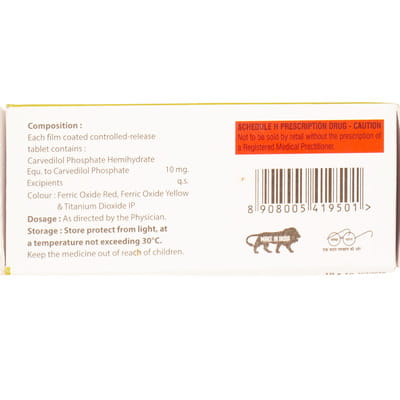 Composition :
Each film coated controlled-release
tablet contains :
Carvedilol Phosphate Hemihydrate
Equ. to Carvedilol Phosphate 10 mg.
Excipients q.s.
Colour : Ferric Oxide Red, Ferric Oxide Yellow
& Titanium Dioxide IP
Dosage : As directed by the Physician.
Storage : Store protect from light, at
a temperature not exceeding 30°C.
Keep the medicine out of reach of children.
SCHEDULE H PRESCRIPTION DRUG - CAUTION
Not to be sold by retail without the prescription of
a Registered Medical Practitioner.
8 908005 419501 >
MAKE IN INDIA